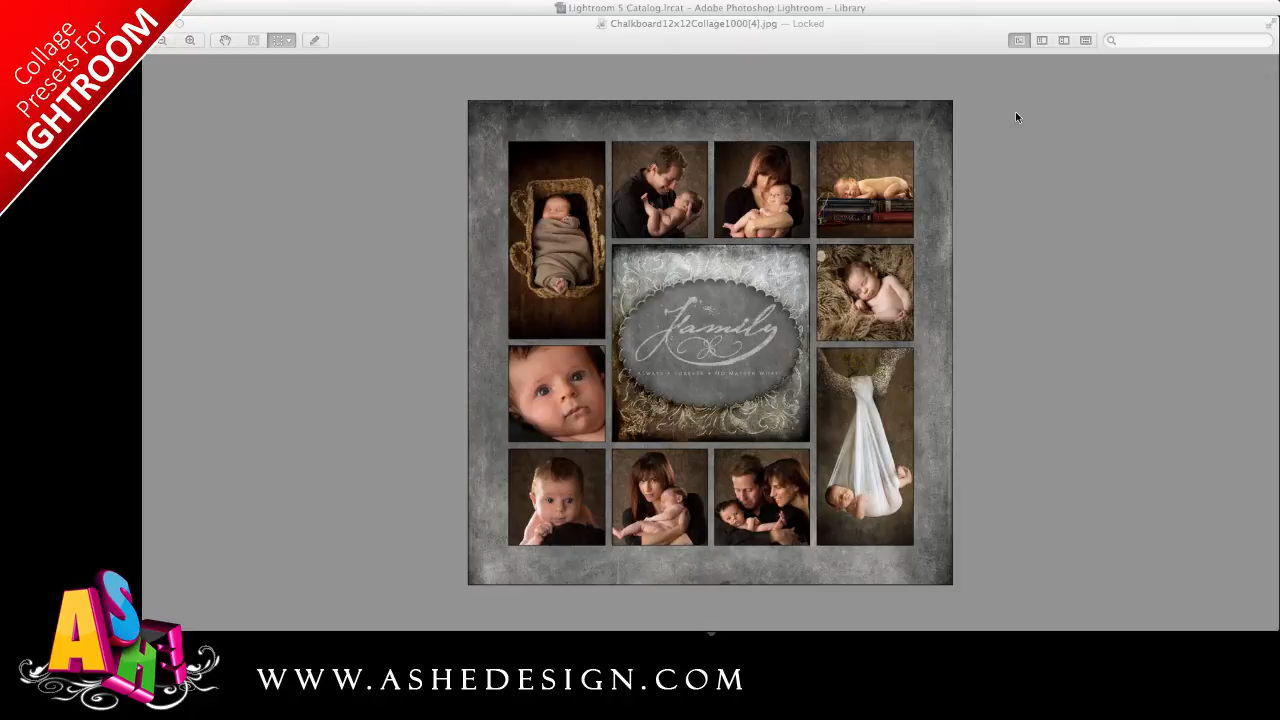 Lightroom 5 Catalog.lrcat - Adobe Photoshop Lightroom - Library
Chalkboard12x12Collage1000[4].jpg — Locked
Collage
Presets For
LIGHTROOM
Family
ALWAYS • FOREVER • NO MATTER WHAT
ASHE
WWW.ASHEDESIGN.COM